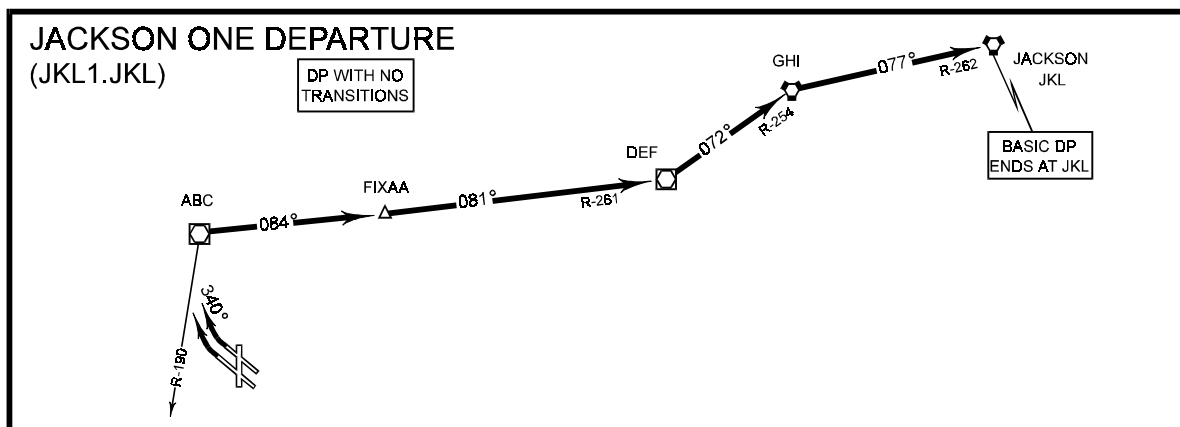 JACKSON ONE DEPARTURE
(JKL1.JKL)
DP WITH NO
TRANSITIONS
GHI
077°
R-262
JACKSON
JKL
R-254
072°
BASIC DP
ENDS AT JKL
DEF
FIXAA
081°
R-261
ABC
084°
340°
R-190